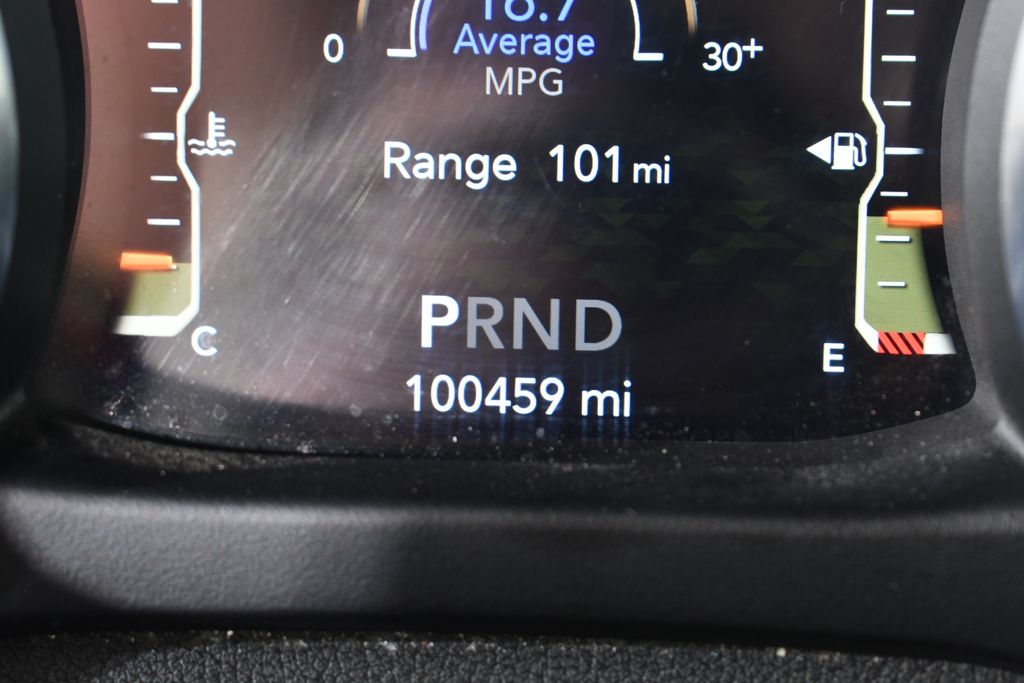 0
30+
Average
MPG
Range 101 mi
PRND
C
E
100459 mi